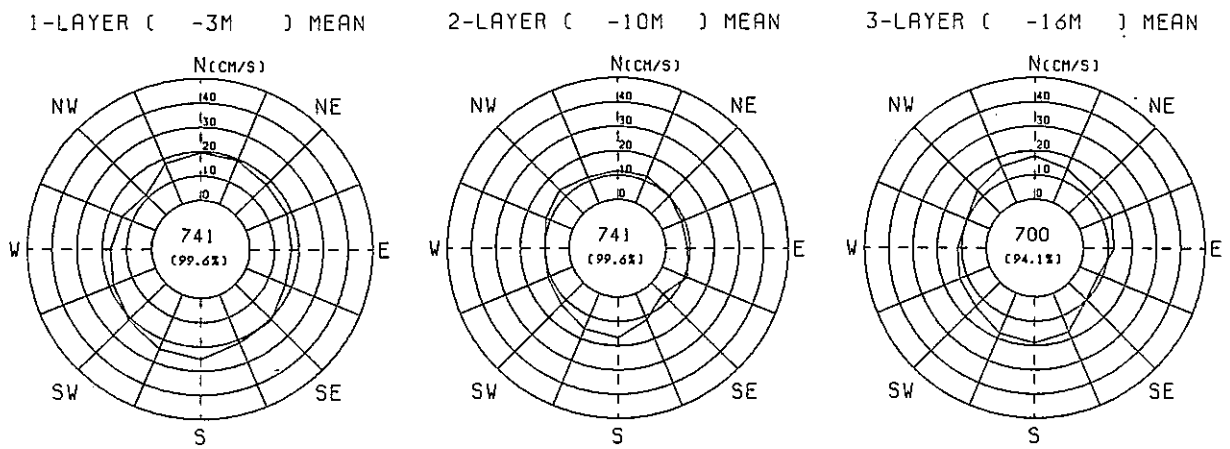 1-LAYER ( -3M ) MEAN
N(CM/S)
NW
NE
40
30
20
10
0
W
E
741
(99.6%)
SW
SE
S
2-LAYER ( -10M ) MEAN
N(CM/S)
NW
NE
40
30
20
10
0
W
E
741
(99.6%)
SW
SE
S
3-LAYER ( -16M ) MEAN
N(CM/S)
NW
NE
40
30
20
10
0
W
E
700
(94.1%)
SW
SE
S